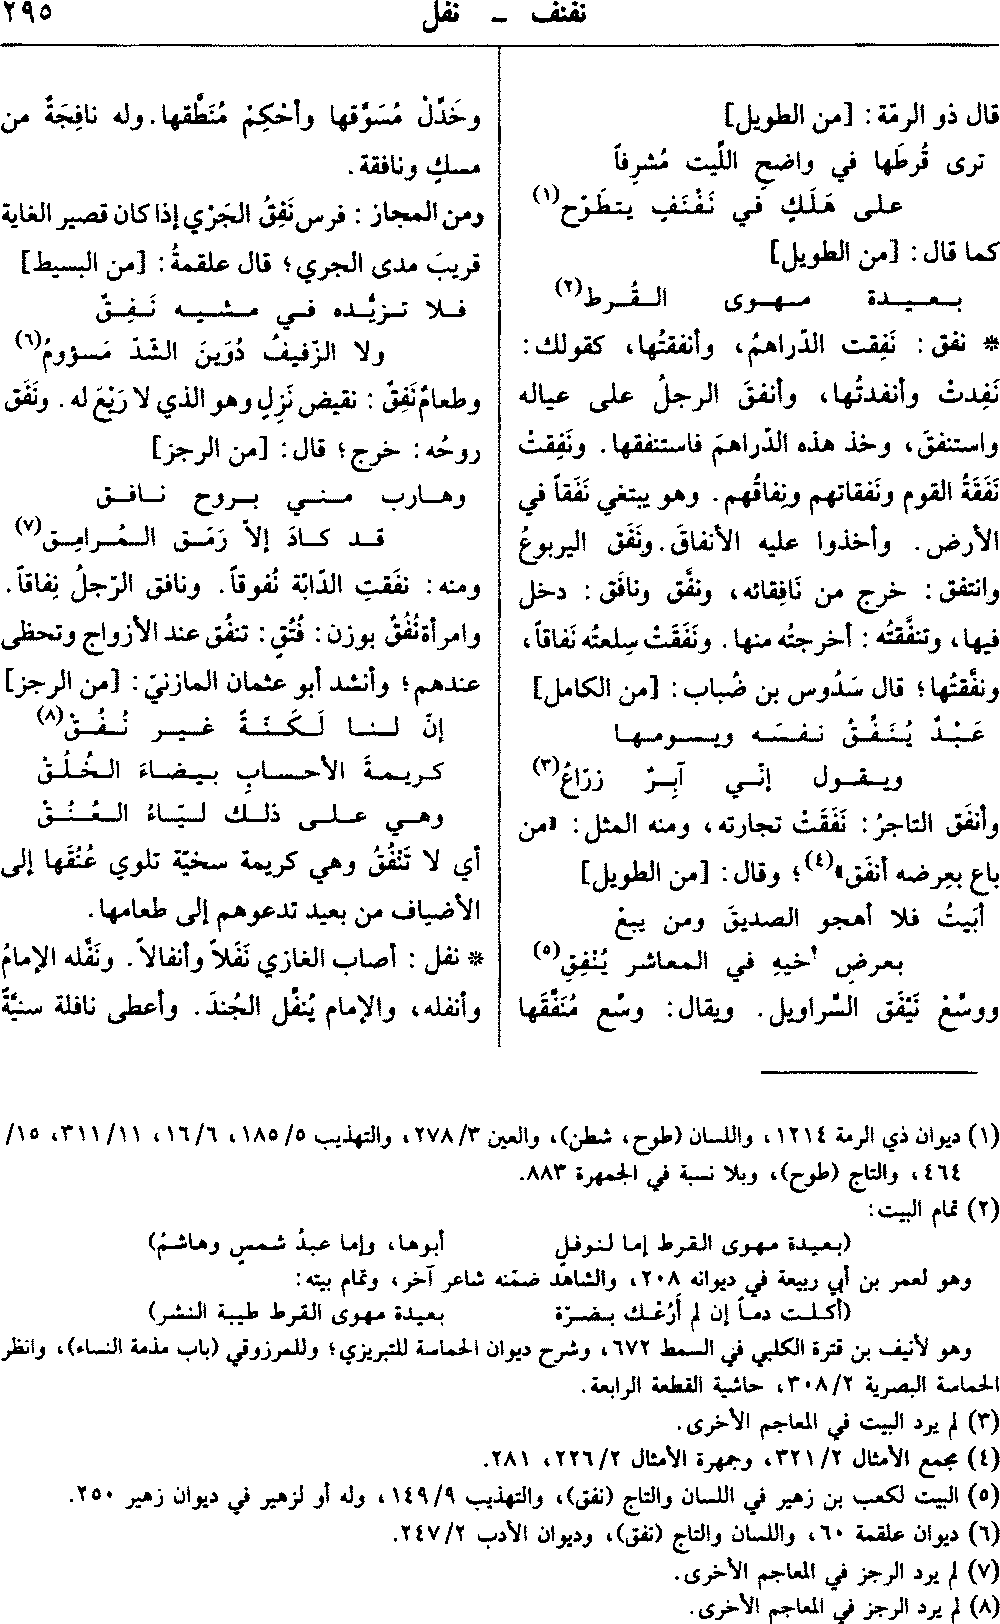 نفنف ـ نفل
٢٩٥
قال ذو الرمّة: [من الطويل]
ترى قُرطَها في واضحِ اللَّيت مُشرِفاً
على هَلَكٍ في نَفْنَفٍ يتطَوّح(١)
كما قال: [من الطويل]
بعيدة مهوى القُرط(٢)
* نفق: نَفِقت الدّراهمُ، وأنفقتُها، كقولك:
نَفِدتْ وأنفدتُها، وأنفقَ الرجلُ على عياله
واستنفقَ، وخذ هذه الدّراهمَ فاستنفقها. ونَفِقتْ
نَفَقَةُ القوم ونَفَقاتهم ونِفاقُهم. وهو يبتغي نَفَقاً في
الأرض. وأخذوا عليه الأنفاقَ. ونَفَق اليربوعُ
وانتفق: خرج من نَافِقائه، ونفَّق ونافَق: دخل
فيها، وتنفَّقتُه: أخرجتُه منها. ونَفَقَتْ سِلعتُه نَفاقاً،
ونفَّقتُها؛ قال سَدُوس بن ضُباب: [من الكامل]
عَبْدٌ يُنَفِّقُ نفسَه ويسومها
ويقول إنّي آبِرٌ زرّاعُ(٣)
وأنفَق التاجرُ: نَفَقَتْ تجارته، ومنه المثل: «من
باع بعِرضه أنفَق»(٤)؛ وقال: [من الطويل]
أبَيتُ فلا أهجو الصديقَ ومن يبعْ
بعرضِ أخيهِ في المعاشر يُنْفِقِ(٥)
ووسِّعْ نَيْفَق السَّراويل. ويقال: وسِّع مُنَفَّقَها
وخَدِّلْ مُسَوَّقها وأحْكِمْ مُنَطَّقها. وله نافِجَةٌ من
مسكٍ ونافقة.
ومن المجاز: فرس نَفِقُ الجَرْي إذا كان قصير الغاية
قريبَ مدى الجري؛ قال علقمةُ: [من البسيط]
فلا تزيُّده في مشيه نَفِقٌ
ولا الزّفيفُ دُوَينَ الشّدّ مَسؤومُ(٦)
وطعامٌ نَفِقٌ: نقيض نَزِلٍ وهو الذي لا رَيْعَ له. ونَفَق
روحُه: خرج؛ قال: [من الرجز]
وهارب مني بروح نافق
قد كادَ إلاّ رَمَق المُرامِق(٧)
ومنه: نفَقتِ الدّابّة نُفوقاً. ونافق الرّجلُ نِفاقاً.
وامرأة نُفُقٌ بوزن: فُتُقٍ: تنفُق عند الأزواج وتحظى
عندهم؛ وأنشد أبو عثمان المازنيّ: [من الرجز]
إنّ لنا لَكَنَةً غير نُفُقْ(٨)
كريمةَ الأحسابِ بيضاءَ الخُلُقْ
وهي على ذلك ليّاءُ العُنُقْ
أي لا تَنْفُقُ وهي كريمة سخيّة تلوي عُنُقَها إلى
الأضياف من بعيد تدعوهم إلى طعامها.
* نفل: أصاب الغازي نَفَلاً وأنفالاً. ونَفَّله الإمامُ
وأنفله، والإمام يُنفِّل الجُندَ. وأعطى نافلة سنيَّةً
(١) ديوان ذي الرمة ١٢١٤، واللسان (طوح، شطن)، والعين ٢٧٨/٣، والتهذيب ١٨٥/٥، ١٦/٦، ٣١١/١١، ١٥/
٤٦٤، والتاج (طوح)، وبلا نسبة في الجمهرة ٨٨٣.
(٢) تمام البيت:
(بعيدة مهوى القرط إما لنوفلٍ أبوها، وإما عبدُ شمسٍ وهاشمُ)
وهو لعمر بن أبي ربيعة في ديوانه ٢٠٨، والشاهد ضمّنه شاعر آخر، وتمام بيته:
(أكلت دماً إن لم أَرُعْك بضرّة بعيدة مهوى القرط طيبة النشر)
وهو لأنيف بن قترة الكلبي في السمط ٦٧٢، وشرح ديوان الحماسة للتبريزي؛ وللمرزوقي (باب مذمة النساء)، وانظر
الحماسة البصرية ٣٠٨/٢، حاشية القطعة الرابعة.
(٣) لم يرد البيت في المعاجم الأخرى.
(٤) مجمع الأمثال ٣٢١/٢، وجمهرة الأمثال ٢٢٦/٢، ٢٨١.
(٥) البيت لكعب بن زهير في اللسان والتاج (نفق)، والتهذيب ١٤٩/٩، وله أو لزهير في ديوان زهير ٢٥٠.
(٦) ديوان علقمة ٦٠، واللسان والتاج (نفق)، وديوان الأدب ٢٤٧/٢.
(٧) لم يرد الرجز في المعاجم الأخرى.
(٨) لم يرد الرجز في المعاجم الأخرى.